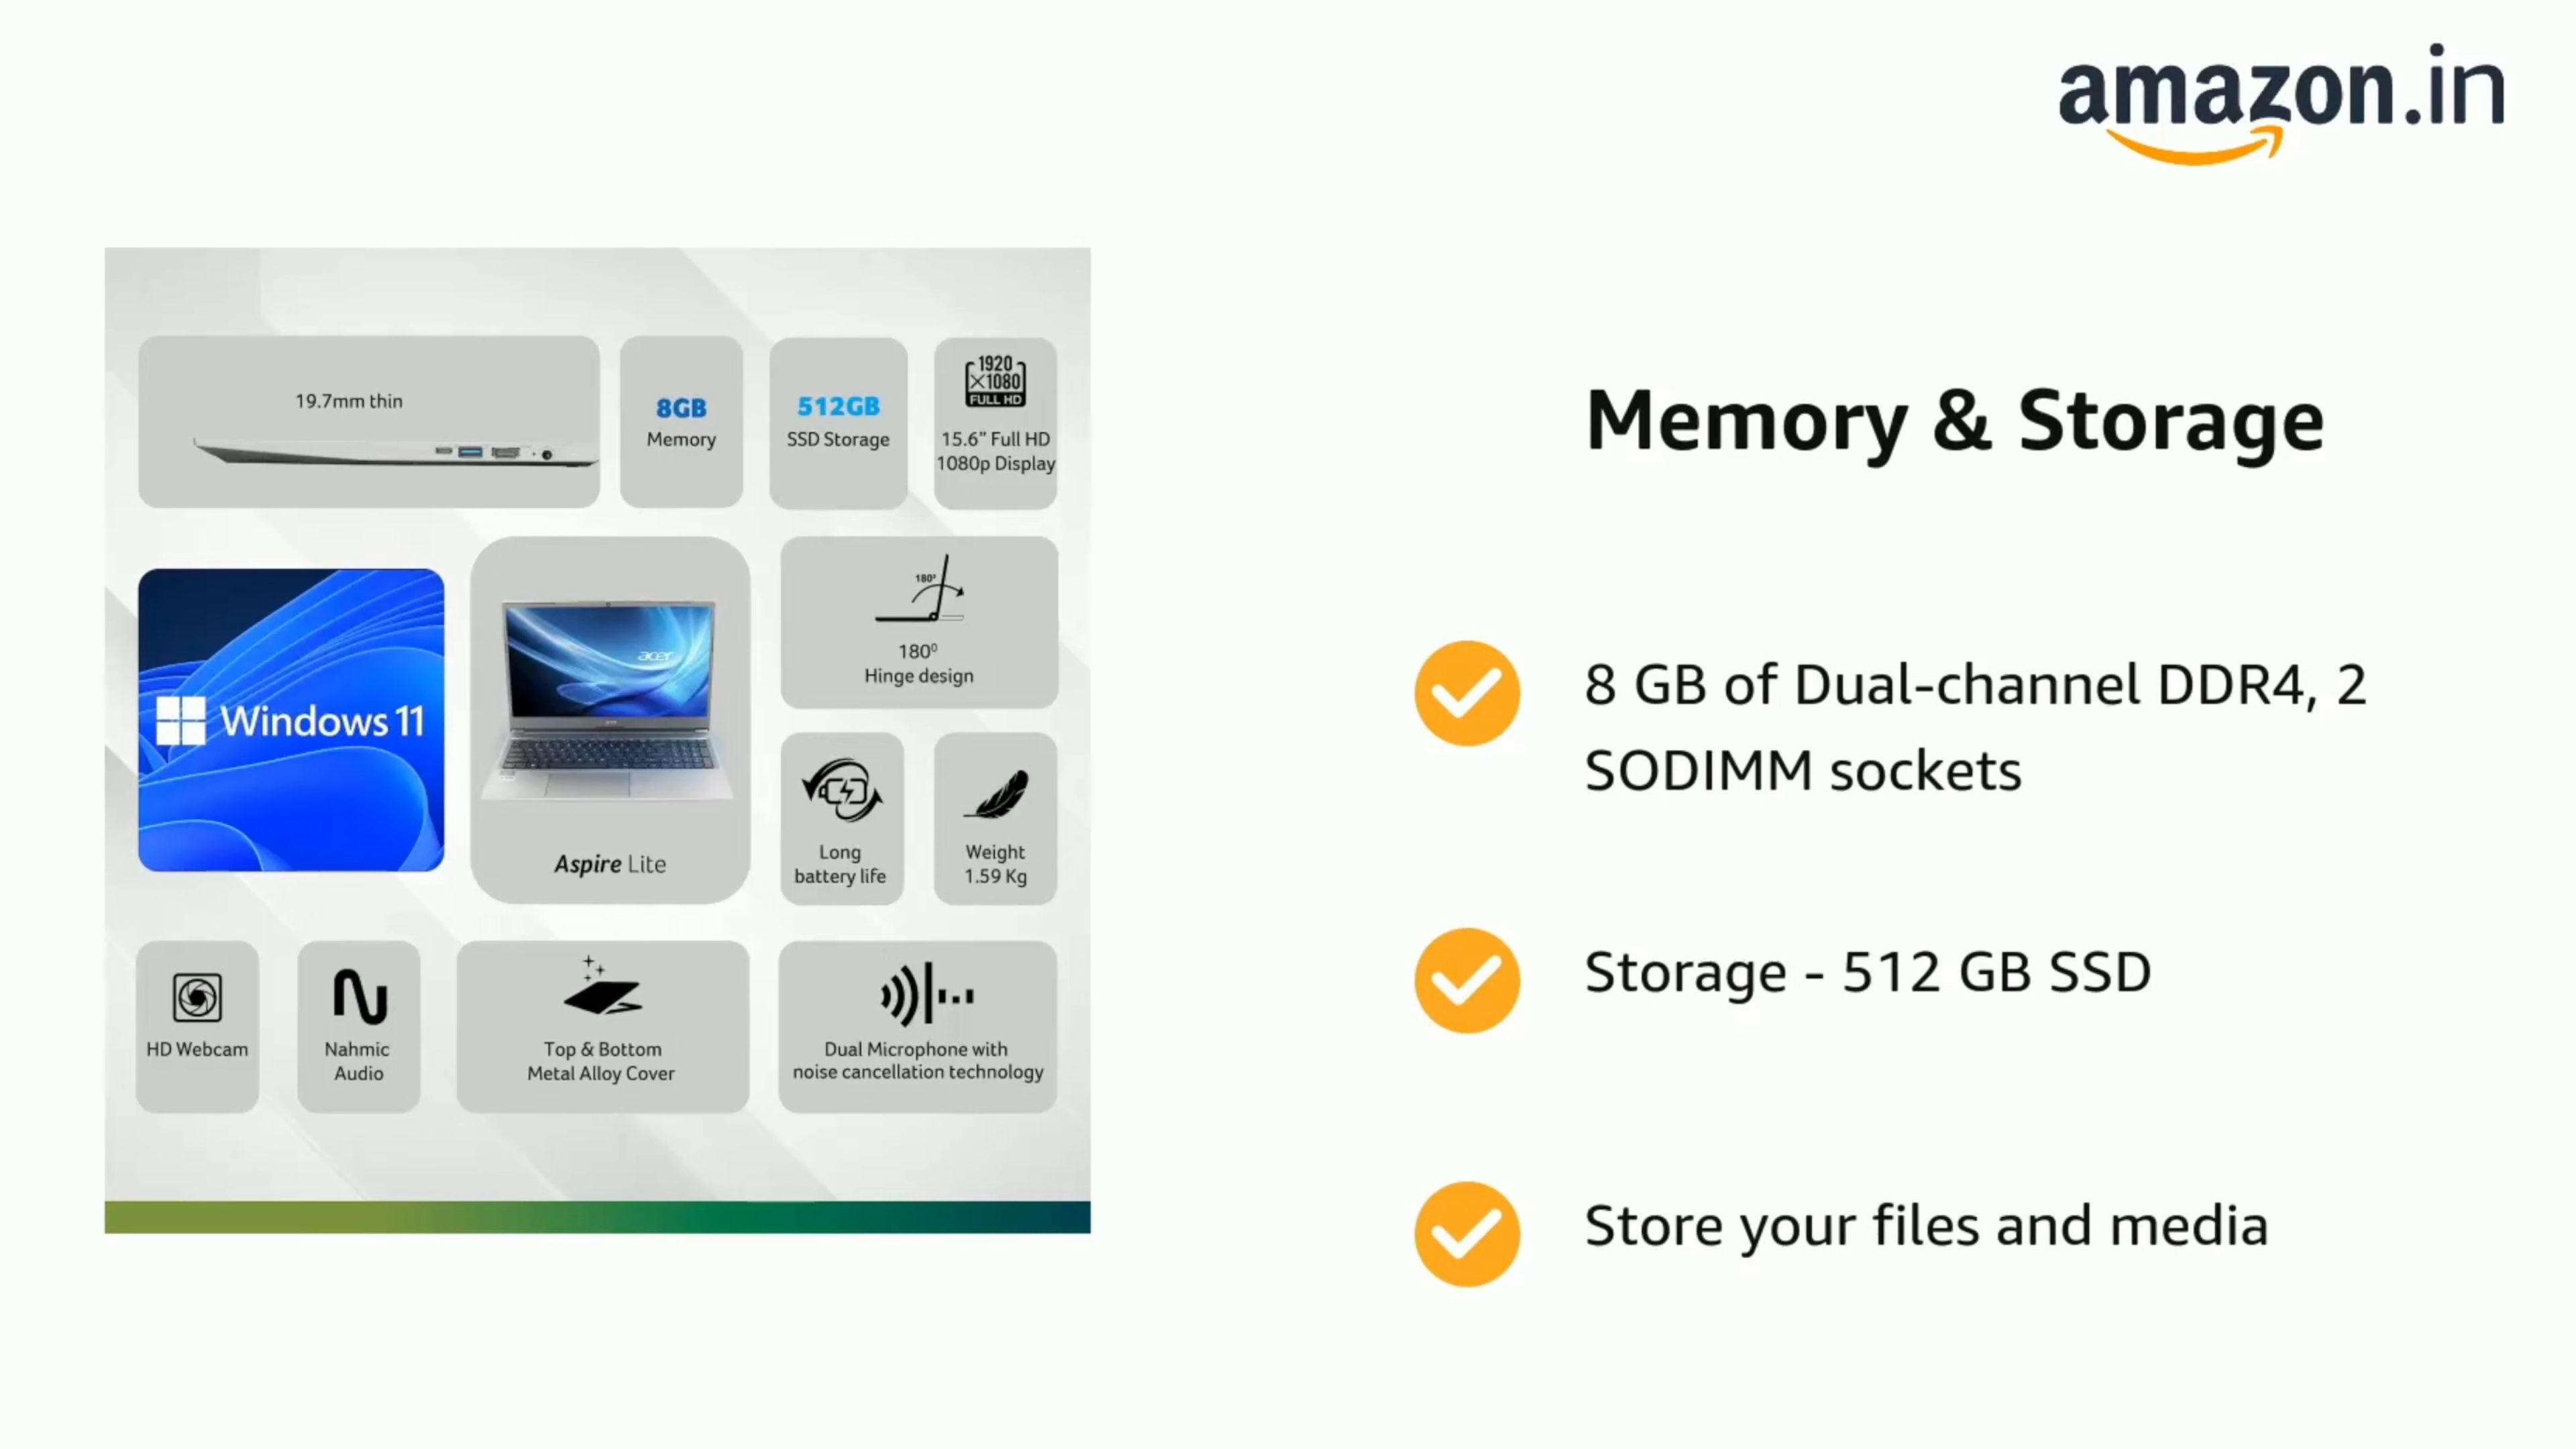 amazon.in
19.7mm thin
8GB
Memory
512GB
SSD Storage
1920
X1080
FULL HD
15.6" Full HD
1080p Display
Windows 11
acer
Aspire Lite
180°
180⁰
Hinge design
Long
battery life
Weight
1.59 Kg
HD Webcam
Nahmic
Audio
Top & Bottom
Metal Alloy Cover
Dual Microphone with
noise cancellation technology
Memory & Storage
8 GB of Dual-channel DDR4, 2
SODIMM sockets
Storage - 512 GB SSD
Store your files and media